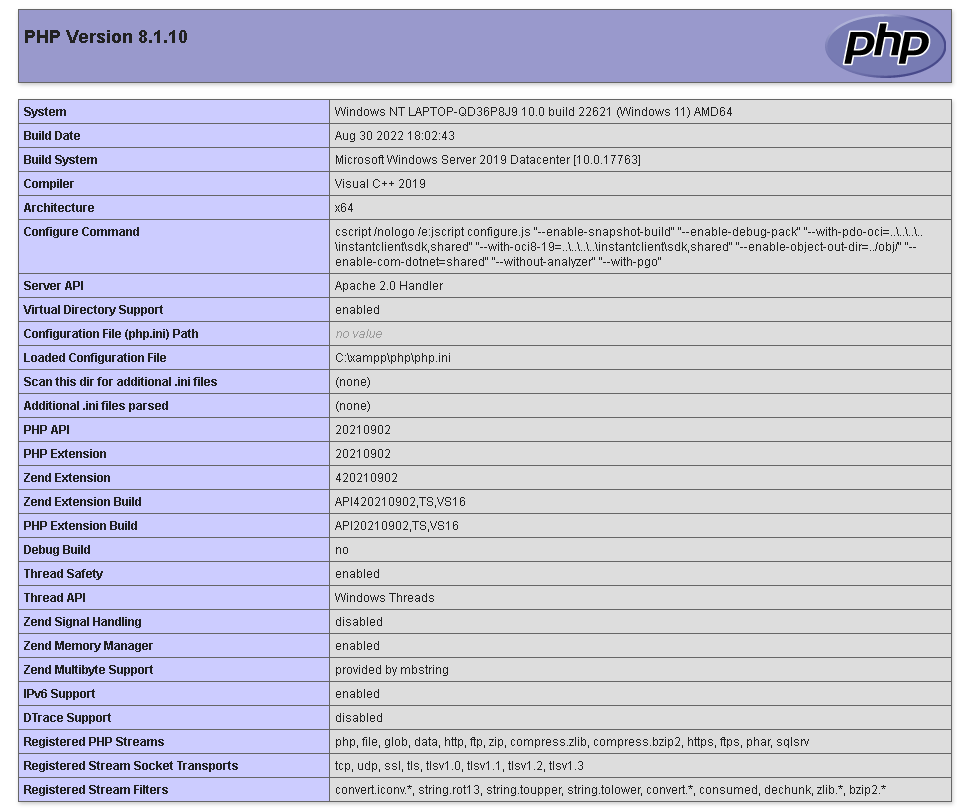 PHP Version 8.1.10
php
System Windows NT LAPTOP-QD36P8J9 10.0 build 22621 (Windows 11) AMD64
Build Date Aug 30 2022 18:02:43
Build System Microsoft Windows Server 2019 Datacenter [10.0.17763]
Compiler Visual C++ 2019
Architecture x64
Configure Command cscript /nologo /e:jscript configure.js "--enable-snapshot-build" "--enable-debug-pack" "--with-pdo-oci=..\..\..\..
\instantclient\sdk,shared" "--with-oci8-19=..\..\..\..\instantclient\sdk,shared" "--enable-object-out-dir=../obj/" "--
enable-com-dotnet=shared" "--without-analyzer" "--with-pgo"
Server API Apache 2.0 Handler
Virtual Directory Support enabled
Configuration File (php.ini) Path no value
Loaded Configuration File C:\xampp\php\php.ini
Scan this dir for additional .ini files (none)
Additional .ini files parsed (none)
PHP API 20210902
PHP Extension 20210902
Zend Extension 420210902
Zend Extension Build API420210902,TS,VS16
PHP Extension Build API20210902,TS,VS16
Debug Build no
Thread Safety enabled
Thread API Windows Threads
Zend Signal Handling disabled
Zend Memory Manager enabled
Zend Multibyte Support provided by mbstring
IPv6 Support enabled
DTrace Support disabled
Registered PHP Streams php, file, glob, data, http, ftp, zip, compress.zlib, compress.bzip2, https, ftps, phar, sqlsrv
Registered Stream Socket Transports tcp, udp, ssl, tls, tlsv1.0, tlsv1.1, tlsv1.2, tlsv1.3
Registered Stream Filters convert.iconv.*, string.rot13, string.toupper, string.tolower, convert.*, consumed, dechunk, zlib.*, bzip2.*